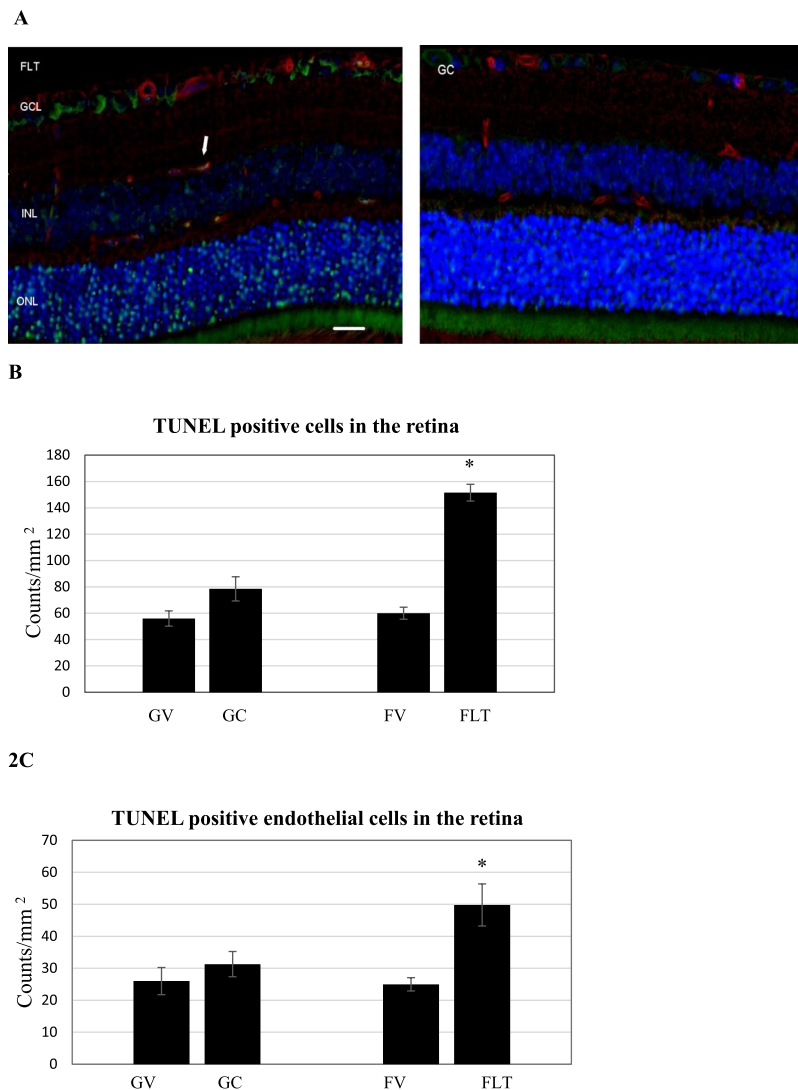 A
FLT
GCL
INL
ONL
GC
B
TUNEL positive cells in the retina
180
160
140
120
100
80
60
40
20
0
Counts/mm 2
*
GV GC FV FLT
2C
TUNEL positive endothelial cells in the retina
70
60
50
40
30
20
10
0
Counts/mm 2
*
GV GC FV FLT